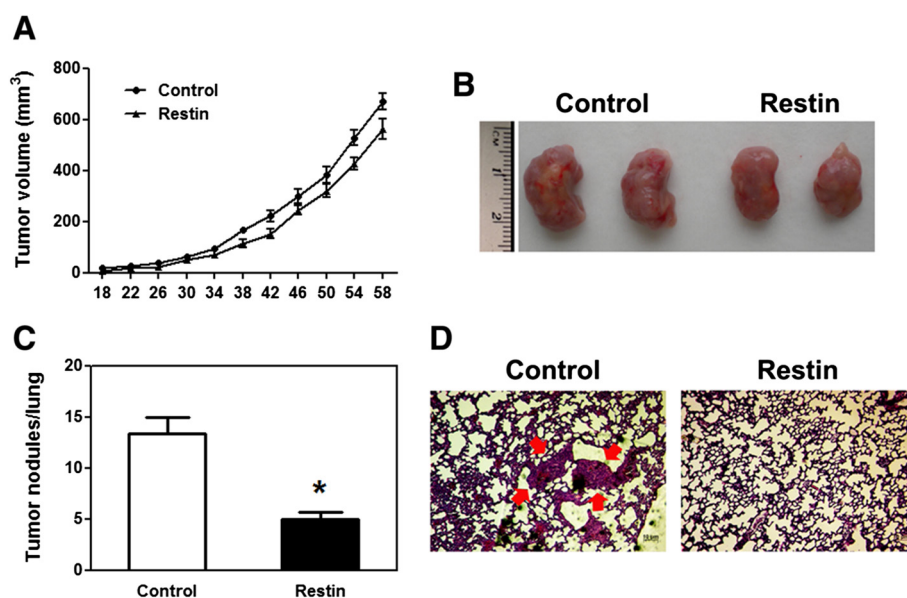 A
Tumor volume (mm³)
800
600
400
200
0
Control
Restin
18 22 26 30 34 38 42 46 50 54 58
B
Control Restin
CM
1
2
C
Tumor nodules/lung
20
15
10
5
0
*
Control Restin
D
Control Restin